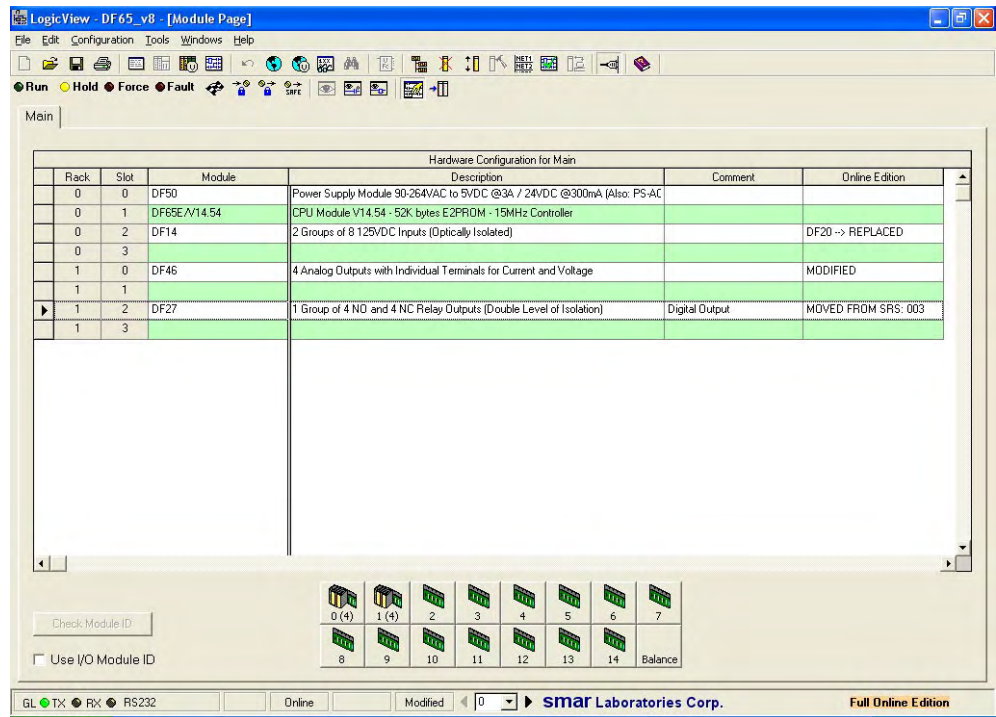 LogicView - DF65_v8 - [Module Page]
File Edit Configuration Tools Windows Help
Run Hold Force Fault SAFE
Main
Hardware Configuration for Main
Rack Slot Module Description Comment Online Edition
0 0 DF50 Power Supply Module 90-264VAC to 5VDC @3A / 24VDC @300mA (Also: PS-AC
0 1 DF65E/V14.54 CPU Module V14.54 - 52K bytes E2PROM - 15MHz Controller
0 2 DF14 2 Groups of 8 125VDC Inputs (Optically Isolated) DF20 --> REPLACED
0 3
1 0 DF46 4 Analog Outputs with Individual Terminals for Current and Voltage MODIFIED
1 1
1 2 DF27 1 Group of 4 NO and 4 NC Relay Outputs (Double Level of Isolation) Digital Output MOVED FROM SRS: 003
1 3
0 (4) 1 (4) 2 3 4 5 6 7
Check Module ID
8 9 10 11 12 13 14 Balance
Use I/O Module ID
GL TX RX RS232 Online Modified 0 smar Laboratories Corp. Full Online Edition